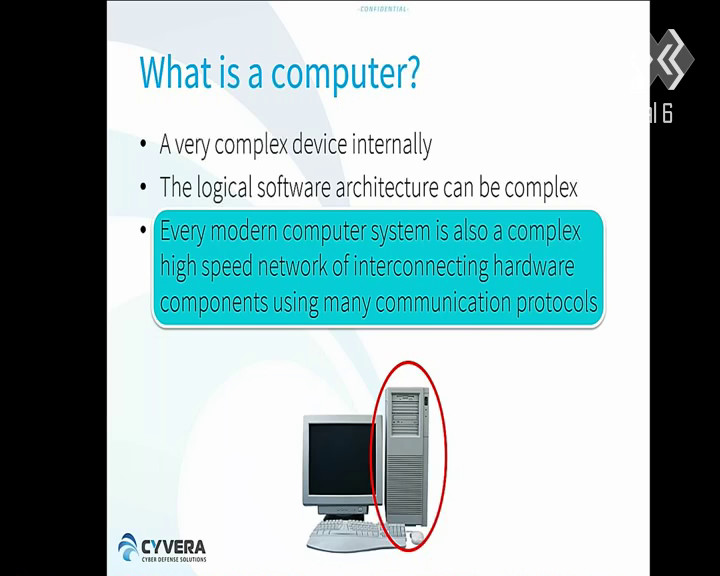 -CONFIDENTIAL-
What is a computer?
• A very complex device internally
• The logical software architecture can be complex
• Every modern computer system is also a complex
high speed network of interconnecting hardware
components using many communication protocols
al 6
CYVERA
CYBER DEFENSE SOLUTIONS